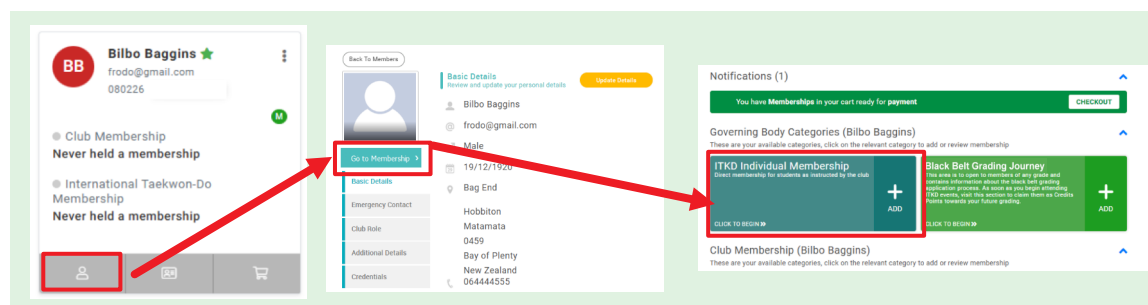 BB
Bilbo Baggins
frodo@gmail.com
080226
M
Club Membership
Never held a membership
International Taekwon-Do
Membership
Never held a membership
Back To Members
Go to Membership
Basic Details
Emergency Contact
Club Role
Additional Details
Credentials
Basic Details
Review and update your personal details
Update Details
Bilbo Baggins
frodo@gmail.com
Male
19/12/1920
Bag End
Hobbiton
Matamata
0459
Bay of Plenty
New Zealand
064444555
Notifications (1)
You have Memberships in your cart ready for payment
CHECKOUT
Governing Body Categories (Bilbo Baggins)
These are your available categories, click on the relevant category to add or review membership
ITKD Individual Membership
Direct membership for students as instructed by the club
ADD
CLICK TO BEGIN »
Black Belt Grading Journey
This area is to open to members of any grade and
contains information about the black belt grading
application process. As soon as you begin attending
ITKD events, visit this section to claim them as Credits
Points towards your future grading.
ADD
CLICK TO BEGIN »
Club Membership (Bilbo Baggins)
These are your available categories, click on the relevant category to add or review membership